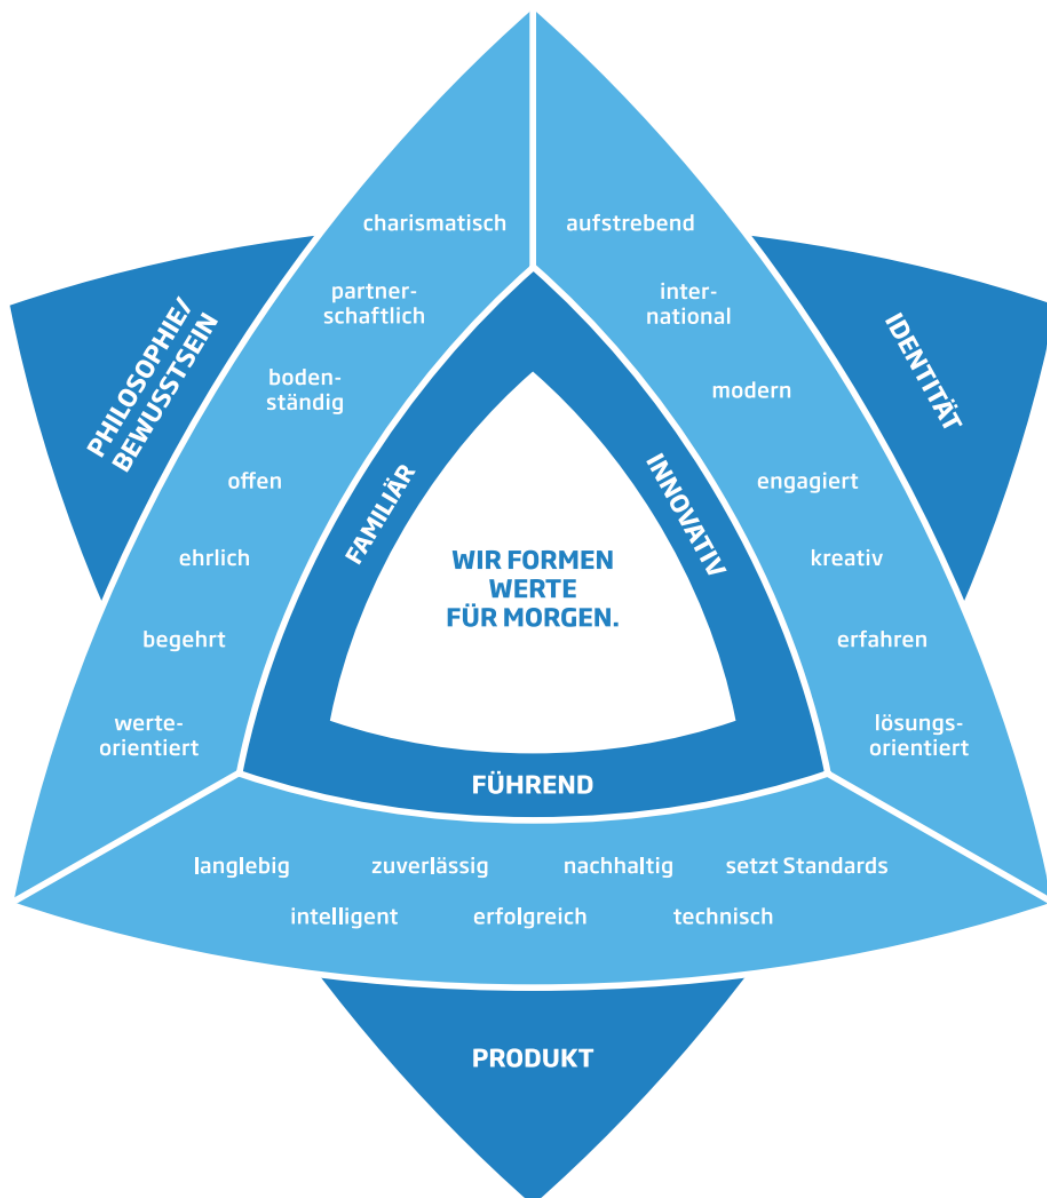 charismatisch
partner-
schaftlich
boden-
ständig
offen
ehrlich
begehrt
werte-
orientiert
aufstrebend
inter-
national
modern
engagiert
kreativ
erfahren
lösungs-
orientiert
PHILOSOPHIE/
BEWUSSTSEIN
IDENTITÄT
FAMILIÄR
INNOVATIV
WIR FORMEN
WERTE
FÜR MORGEN.
FÜHREND
langlebig zuverlässig nachhaltig setzt Standards
intelligent erfolgreich technisch
PRODUKT